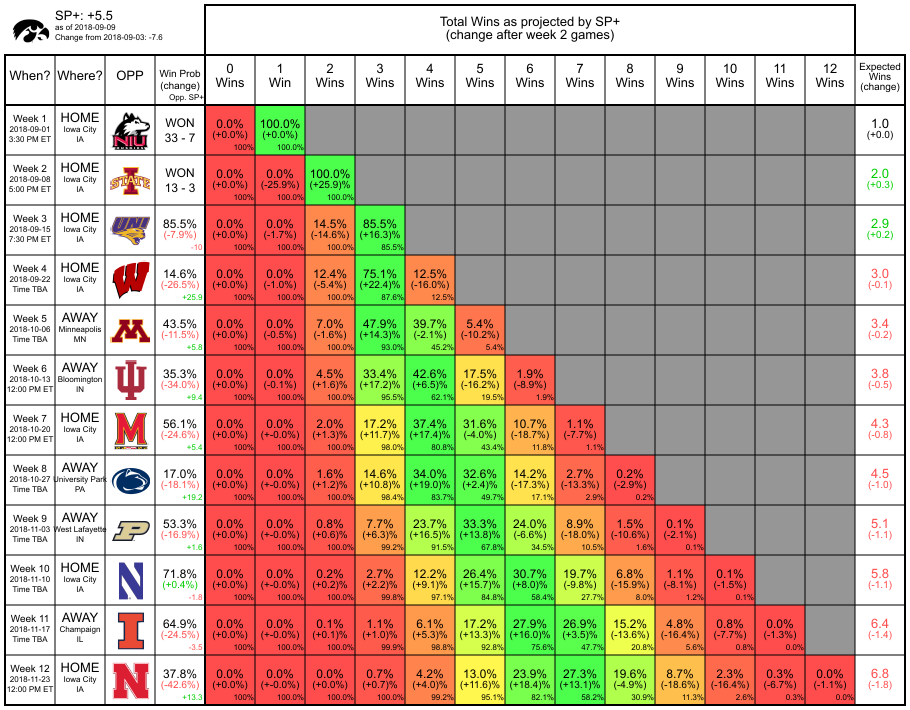 SP+: +5.5
as of 2018-09-09
Change from 2018-09-03: -7.6
Total Wins as projected by SP+
(change after week 2 games)
When? Where? OPP Win Prob (change) Opp. SP+ 0 Wins 1 Win 2 Wins 3 Wins 4 Wins 5 Wins 6 Wins 7 Wins 8 Wins 9 Wins 10 Wins 11 Wins 12 Wins Expected Wins (change)
Week 1 HOME
2018-09-01 Iowa City NIU WON 0.0% 100.0% 1.0
3:30 PM ET IA HUSKIES 33 - 7 (+0.0%) (+0.0%) (+0.0)
100% 100.0%
Week 2 HOME
2018-09-08 Iowa City STATE WON 0.0% 0.0% 100.0% 2.0
5:00 PM ET IA 13 - 3 (+0.0%) (-25.9%) (+25.9)% (+0.3)
100% 100.0% 100.0%
Week 3 HOME
2018-09-15 Iowa City UNI 85.5% 0.0% 0.0% 14.5% 85.5% 2.9
7:30 PM ET IA (-7.9%) (+0.0%) (-1.7%) (-14.6%) (+16.3)% (+0.2)
-10 100% 100.0% 100.0% 85.5%
Week 4 HOME
2018-09-22 Iowa City W 14.6% 0.0% 0.0% 12.4% 75.1% 12.5% 3.0
Time TBA IA (-26.5%) (+0.0%) (-1.0%) (-5.4%) (+22.4)% (-16.0%) (-0.1)
+25.9 100% 100.0% 100.0% 87.6% 12.5%
Week 5 AWAY
2018-10-06 Minneapolis M 43.5% 0.0% 0.0% 7.0% 47.9% 39.7% 5.4% 3.4
Time TBA MN (-11.5%) (+0.0%) (-0.5%) (-1.6%) (+14.3)% (-2.1%) (-10.2%) (-0.2)
+5.8 100% 100.0% 100.0% 93.0% 45.2% 5.4%
Week 6 AWAY
2018-10-13 Bloomington 35.3% 0.0% 0.0% 4.5% 33.4% 42.6% 17.5% 1.9% 3.8
12:00 PM ET IN (-34.0%) (+0.0%) (-0.1%) (+1.6%) (+17.2)% (+6.5)% (-16.2%) (-8.9%) (-0.5)
+9.4 100% 100.0% 100.0% 95.5% 62.1% 19.5% 1.9%
Week 7 HOME
2018-10-20 Iowa City M 56.1% 0.0% 0.0% 2.0% 17.2% 37.4% 31.6% 10.7% 1.1% 4.3
12:00 PM ET IA (-24.6%) (+0.0%) (+-0.0%) (+1.3%) (+11.7)% (+17.4)% (-4.0%) (-18.7%) (-7.7%) (-0.8)
+5.4 100% 100.0% 100.0% 98.0% 80.8% 43.4% 11.8% 1.1%
Week 8 AWAY
2018-10-27 University Park 17.0% 0.0% 0.0% 1.6% 14.6% 34.0% 32.6% 14.2% 2.7% 0.2% 4.5
Time TBA PA (-18.1%) (+0.0%) (+-0.0%) (+1.2%) (+10.8)% (+19.0)% (+2.4)% (-17.3%) (-13.3%) (-2.9%) (-1.0)
+19.2 100% 100.0% 100.0% 98.4% 83.7% 49.7% 17.1% 2.9% 0.2%
Week 9 AWAY
2018-11-03 West Lafayette P 53.3% 0.0% 0.0% 0.8% 7.7% 23.7% 33.3% 24.0% 8.9% 1.5% 0.1% 5.1
Time TBA IN (-16.9%) (+0.0%) (+-0.0%) (+0.6%) (+6.3)% (+16.5)% (+13.8)% (-6.6%) (-18.0%) (-10.6%) (-2.1%) (-1.1)
+1.6 100% 100.0% 100.0% 99.2% 91.5% 67.8% 34.5% 10.5% 1.6% 0.1%
Week 10 HOME
2018-11-10 Iowa City N 71.8% 0.0% 0.0% 0.2% 2.7% 12.2% 26.4% 30.7% 19.7% 6.8% 1.1% 0.1% 5.8
Time TBA IA (+0.4%) (+0.0%) (+-0.0%) (+0.2%) (+2.2)% (+9.1)% (+15.7)% (+8.0)% (-9.8%) (-15.9%) (-8.1%) (-1.5%) (-1.1)
-1.8 100% 100.0% 100.0% 99.8% 97.1% 84.8% 58.4% 27.7% 8.0% 1.2% 0.1%
Week 11 AWAY
2018-11-17 Champaign I 64.9% 0.0% 0.0% 0.1% 1.1% 6.1% 17.2% 27.9% 26.9% 15.2% 4.8% 0.8% 0.0% 6.4
Time TBA IL (-24.5%) (+0.0%) (+-0.0%) (+0.1%) (+1.0)% (+5.3)% (+13.3)% (+16.0)% (+3.5)% (-13.6%) (-16.4%) (-7.7%) (-1.3%) (-1.4)
-3.5 100% 100.0% 100.0% 99.9% 98.8% 92.8% 75.6% 47.7% 20.8% 5.6% 0.8% 0.0%
Week 12 HOME
2018-11-23 Iowa City N 37.8% 0.0% 0.0% 0.0% 0.7% 4.2% 13.0% 23.9% 27.3% 19.6% 8.7% 2.3% 0.3% 0.0% 6.8
12:00 PM ET IA (-42.6%) (+0.0%) (+-0.0%) (+0.0%) (+0.7)% (+4.0)% (+11.6)% (+18.4)% (+13.1)% (-4.9%) (-18.6%) (-16.4%) (-6.7%) (-1.1%) (-1.8)
+13.3 100% 100.0% 100.0% 100.0% 99.2% 95.1% 82.1% 58.2% 30.9% 11.3% 2.6% 0.3% 0.0%